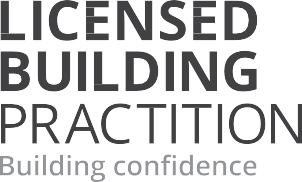 LICENSED
BUILDING
PRACTITION
Building confidence